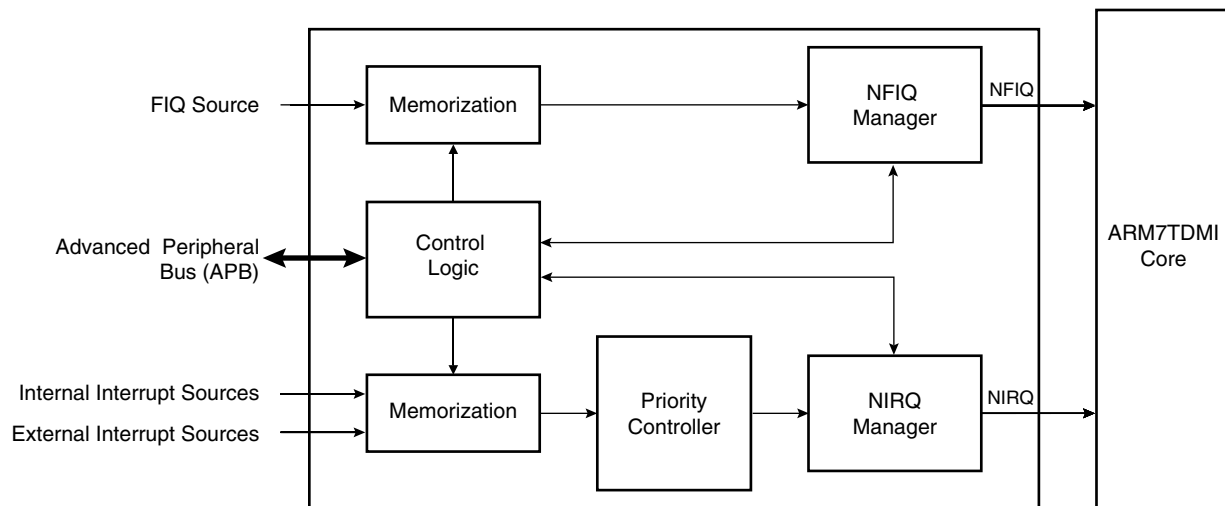 FIQ Source
Memorization
NFIQ
Manager
NFIQ
Advanced Peripheral
Bus (APB)
Control
Logic
ARM7TDMI
Core
Internal Interrupt Sources
External Interrupt Sources
Memorization
Priority
Controller
NIRQ
Manager
NIRQ